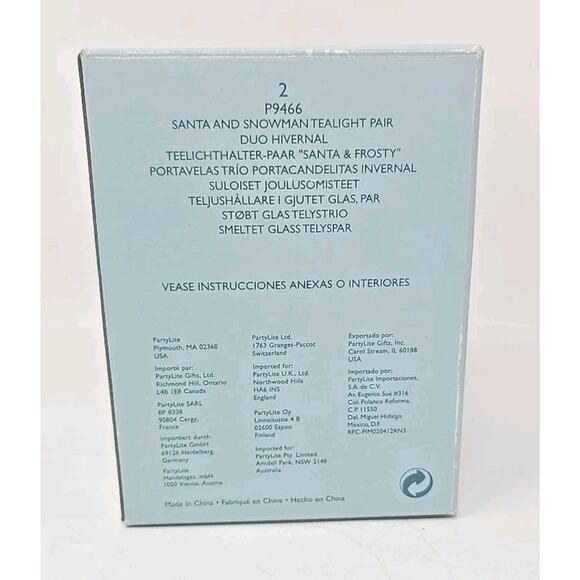 2
P9466
SANTA AND SNOWMAN TEALIGHT PAIR
DUO HIVERNAL
TEELICHTHALTER-PAAR "SANTA & FROSTY"
PORTAVELAS TRÍO PORTACANDELITAS INVERNAL
SULOISET JOULUSOMISTEET
TELJUSHÅLLARE I GJUTET GLAS, PAR
STØBT GLAS TELYSTRIO
SMELTET GLASS TELYSPAR
VEASE INSTRUCCIONES ANEXAS O INTERIORES
PartyLite
Plymouth, MA 02360
USA
Importé par:
PartyLite Gifts, Ltd.
Richmond Hill, Ontario
L4B 1E8 Canada
PartyLite SARL
BP 8338
95804 Cergy,
France
Importiert durch:
PartyLite GmbH
69126 Heidelberg,
Germany
PartyLite
Handelsges. mbH
1050 Vienna, Austria
PartyLite Ltd.
1763 Granges-Paccot
Switzerland
Imported for:
PartyLite U.K., Ltd.
Northwood Hills
HA6 INS
England
PartyLite Oy
Linnoitustie 4 B
02600 Espoo
Finland
Imported for:
PartyLite Pty. Limited
Arndell Park, NSW 2148
Australia
Exportado por:
PartyLite Gifts, Inc.
Carol Stream, IL 60188
USA
Importado por:
PartyLite Importaciones,
S.A. de C.V.
Av. Eugenio Sué #316
Col. Polanco Reforma,
C.P. 11550
Del. Miguel Hidalgo
México, D.F.
RFC-PIM020412RN3
Made in China • Fabriqué en Chine • Hecho en China